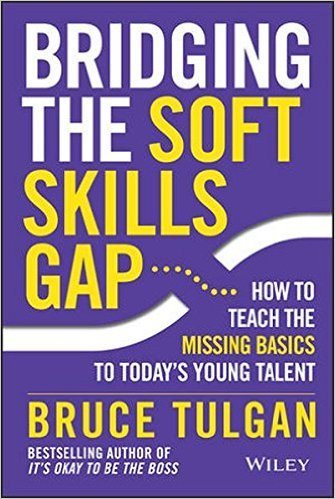 BRIDGING
THE SOFT
SKILLS
GAP
HOW TO
TEACH THE
MISSING BASICS
TO TODAY'S YOUNG TALENT
BRUCE TULGAN
BESTSELLING AUTHOR OF
IT'S OKAY TO BE THE BOSS
WILEY